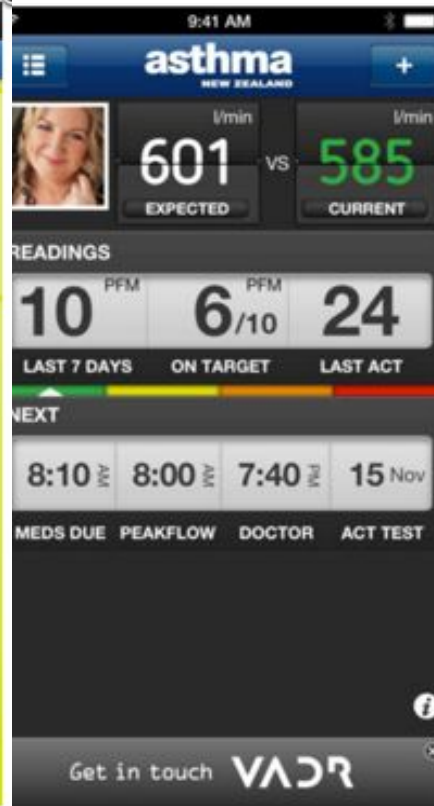 9:41 AM
asthma
NEW ZEALAND
+
l/min
l/min
601 VS 585
EXPECTED CURRENT
READINGS
10 PFM 6/10 PFM 24
LAST 7 DAYS ON TARGET LAST ACT
NEXT
8:10 AM 8:00 AM 7:40 PM 15 Nov
MEDS DUE PEAKFLOW DOCTOR ACT TEST
i
Get in touch VADR